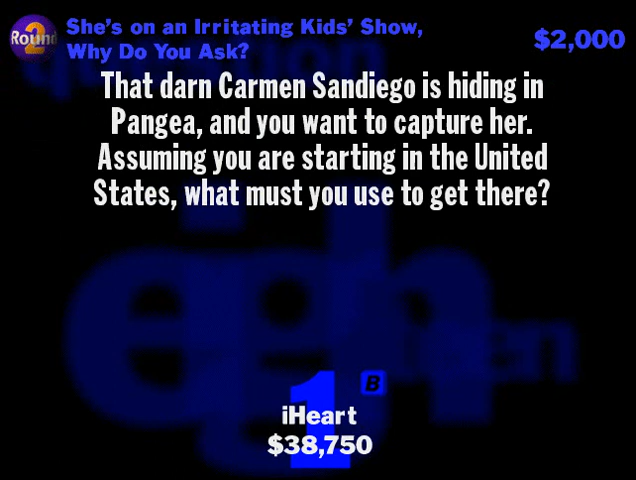 Round 2
She's on an Irritating Kids' Show,
Why Do You Ask?
$2,000
That darn Carmen Sandiego is hiding in
Pangea, and you want to capture her.
Assuming you are starting in the United
States, what must you use to get there?
1
B
iHeart
$38,750